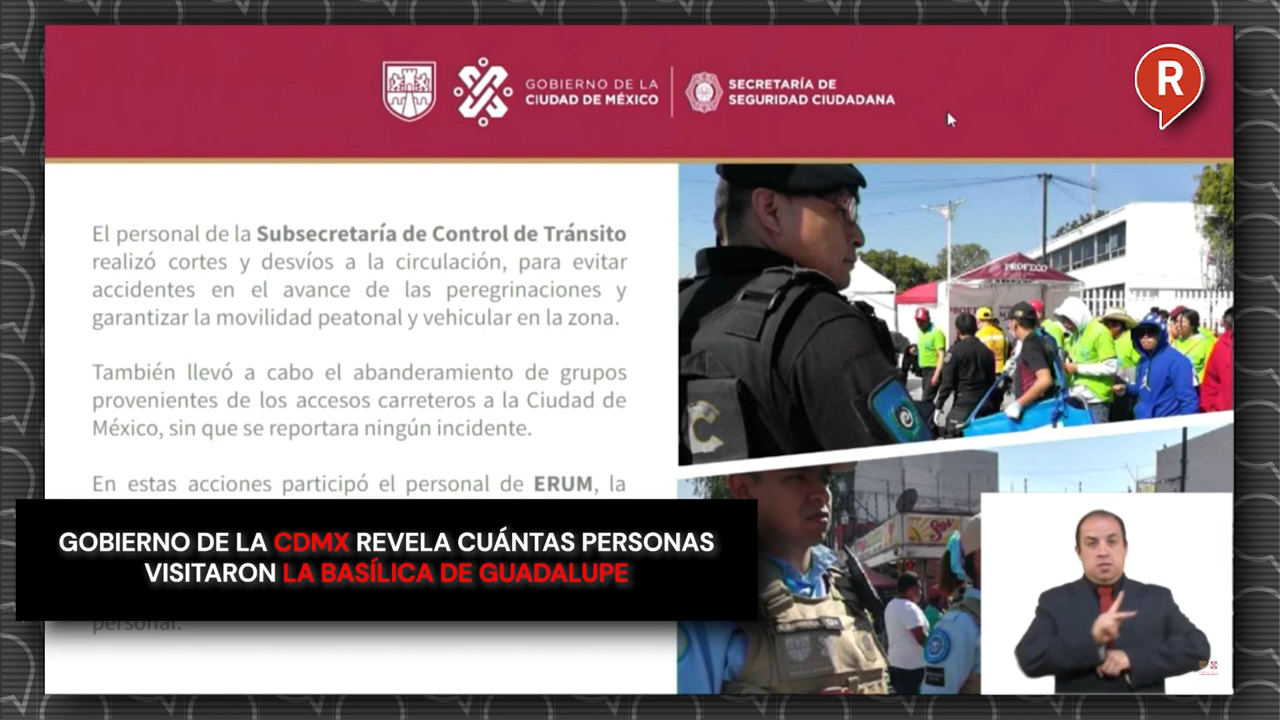 GOBIERNO DE LA
CIUDAD DE MÉXICO
SECRETARÍA DE
SEGURIDAD CIUDADANA
R
El personal de la Subsecretaría de Control de Tránsito
realizó cortes y desvíos a la circulación, para evitar
accidentes en el avance de las peregrinaciones y
garantizar la movilidad peatonal y vehicular en la zona.
También llevó a cabo el abanderamiento de grupos
provenientes de los accesos carreteros a la Ciudad de
México, sin que se reportara ningún incidente.
En estas acciones participó el personal de ERUM, la
personal.
PROFECO
C
GOBIERNO DE LA CDMX REVELA CUÁNTAS PERSONAS
VISITARON LA BASÍLICA DE GUADALUPE